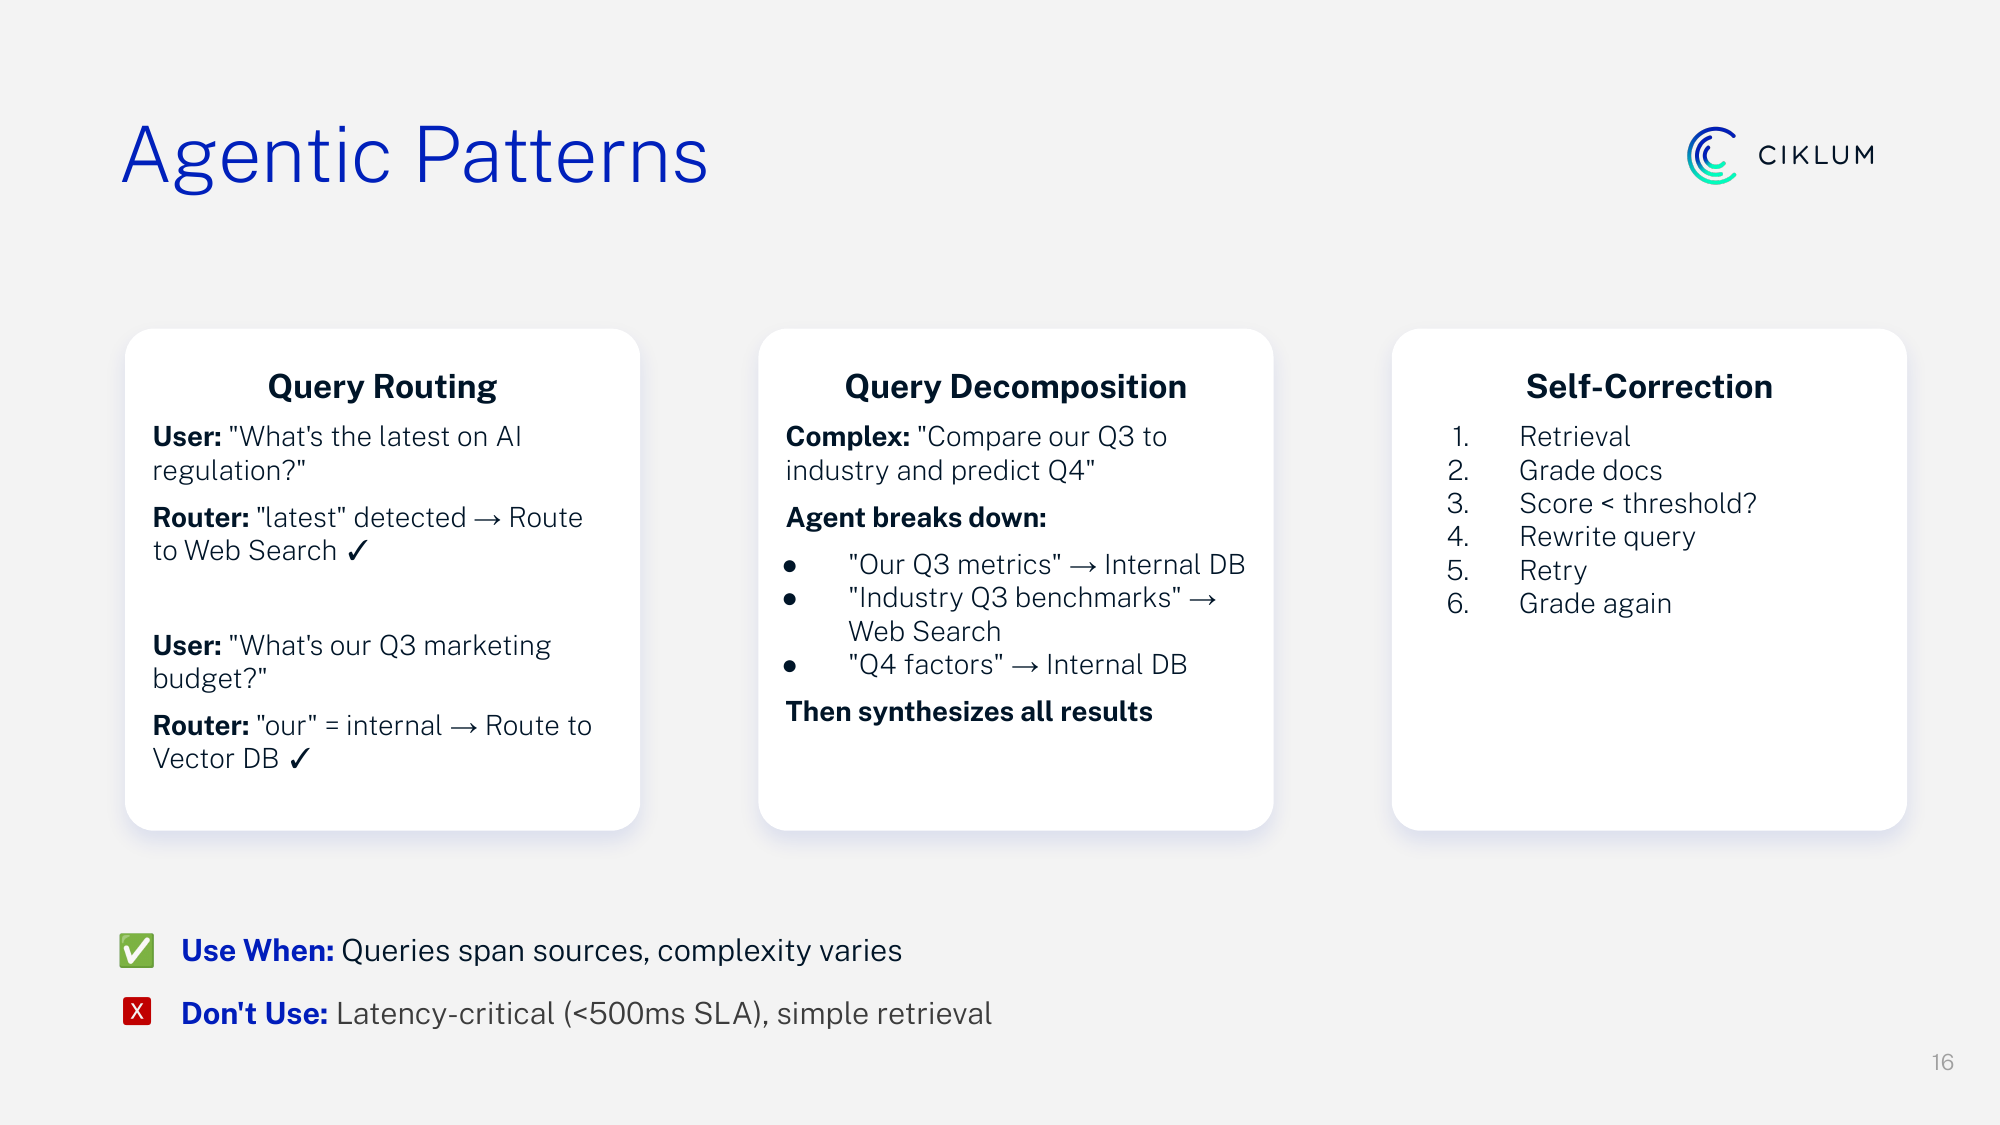 Agentic Patterns
CIKLUM
Query Routing
User: "What's the latest on AI
regulation?"
Router: "latest" detected → Route
to Web Search ✓
User: "What's our Q3 marketing
budget?"
Router: "our" = internal → Route to
Vector DB ✓
Query Decomposition
Complex: "Compare our Q3 to
industry and predict Q4"
Agent breaks down:
● "Our Q3 metrics" → Internal DB
● "Industry Q3 benchmarks" →
Web Search
● "Q4 factors" → Internal DB
Then synthesizes all results
Self-Correction
1. Retrieval
2. Grade docs
3. Score < threshold?
4. Rewrite query
5. Retry
6. Grade again
✅ Use When: Queries span sources, complexity varies
X Don't Use: Latency-critical (<500ms SLA), simple retrieval
16